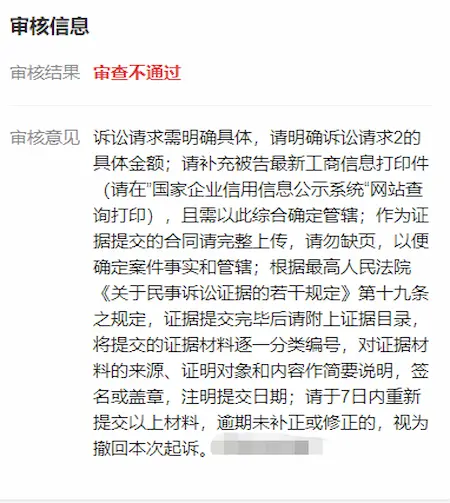 审核信息
审核结果 审查不通过
审核意见 诉讼请求需明确具体，请明确诉讼请求2的
具体金额；请补充被告最新工商信息打印件
（请在”国家企业信用信息公示系统“网站查
询打印），且需以此综合确定管辖；作为证
据提交的合同请完整上传，请勿缺页，以便
确定案件事实和管辖；根据最高人民法院
《关于民事诉讼证据的若干规定》第十九条
之规定，证据提交完毕后请附上证据目录，
将提交的证据材料逐一分类编号，对证据材
料的来源、证明对象和内容作简要说明，签
名或盖章，注明提交日期；请于7日内重新
提交以上材料，逾期未补正或修正的，视为
撤回本次起诉。